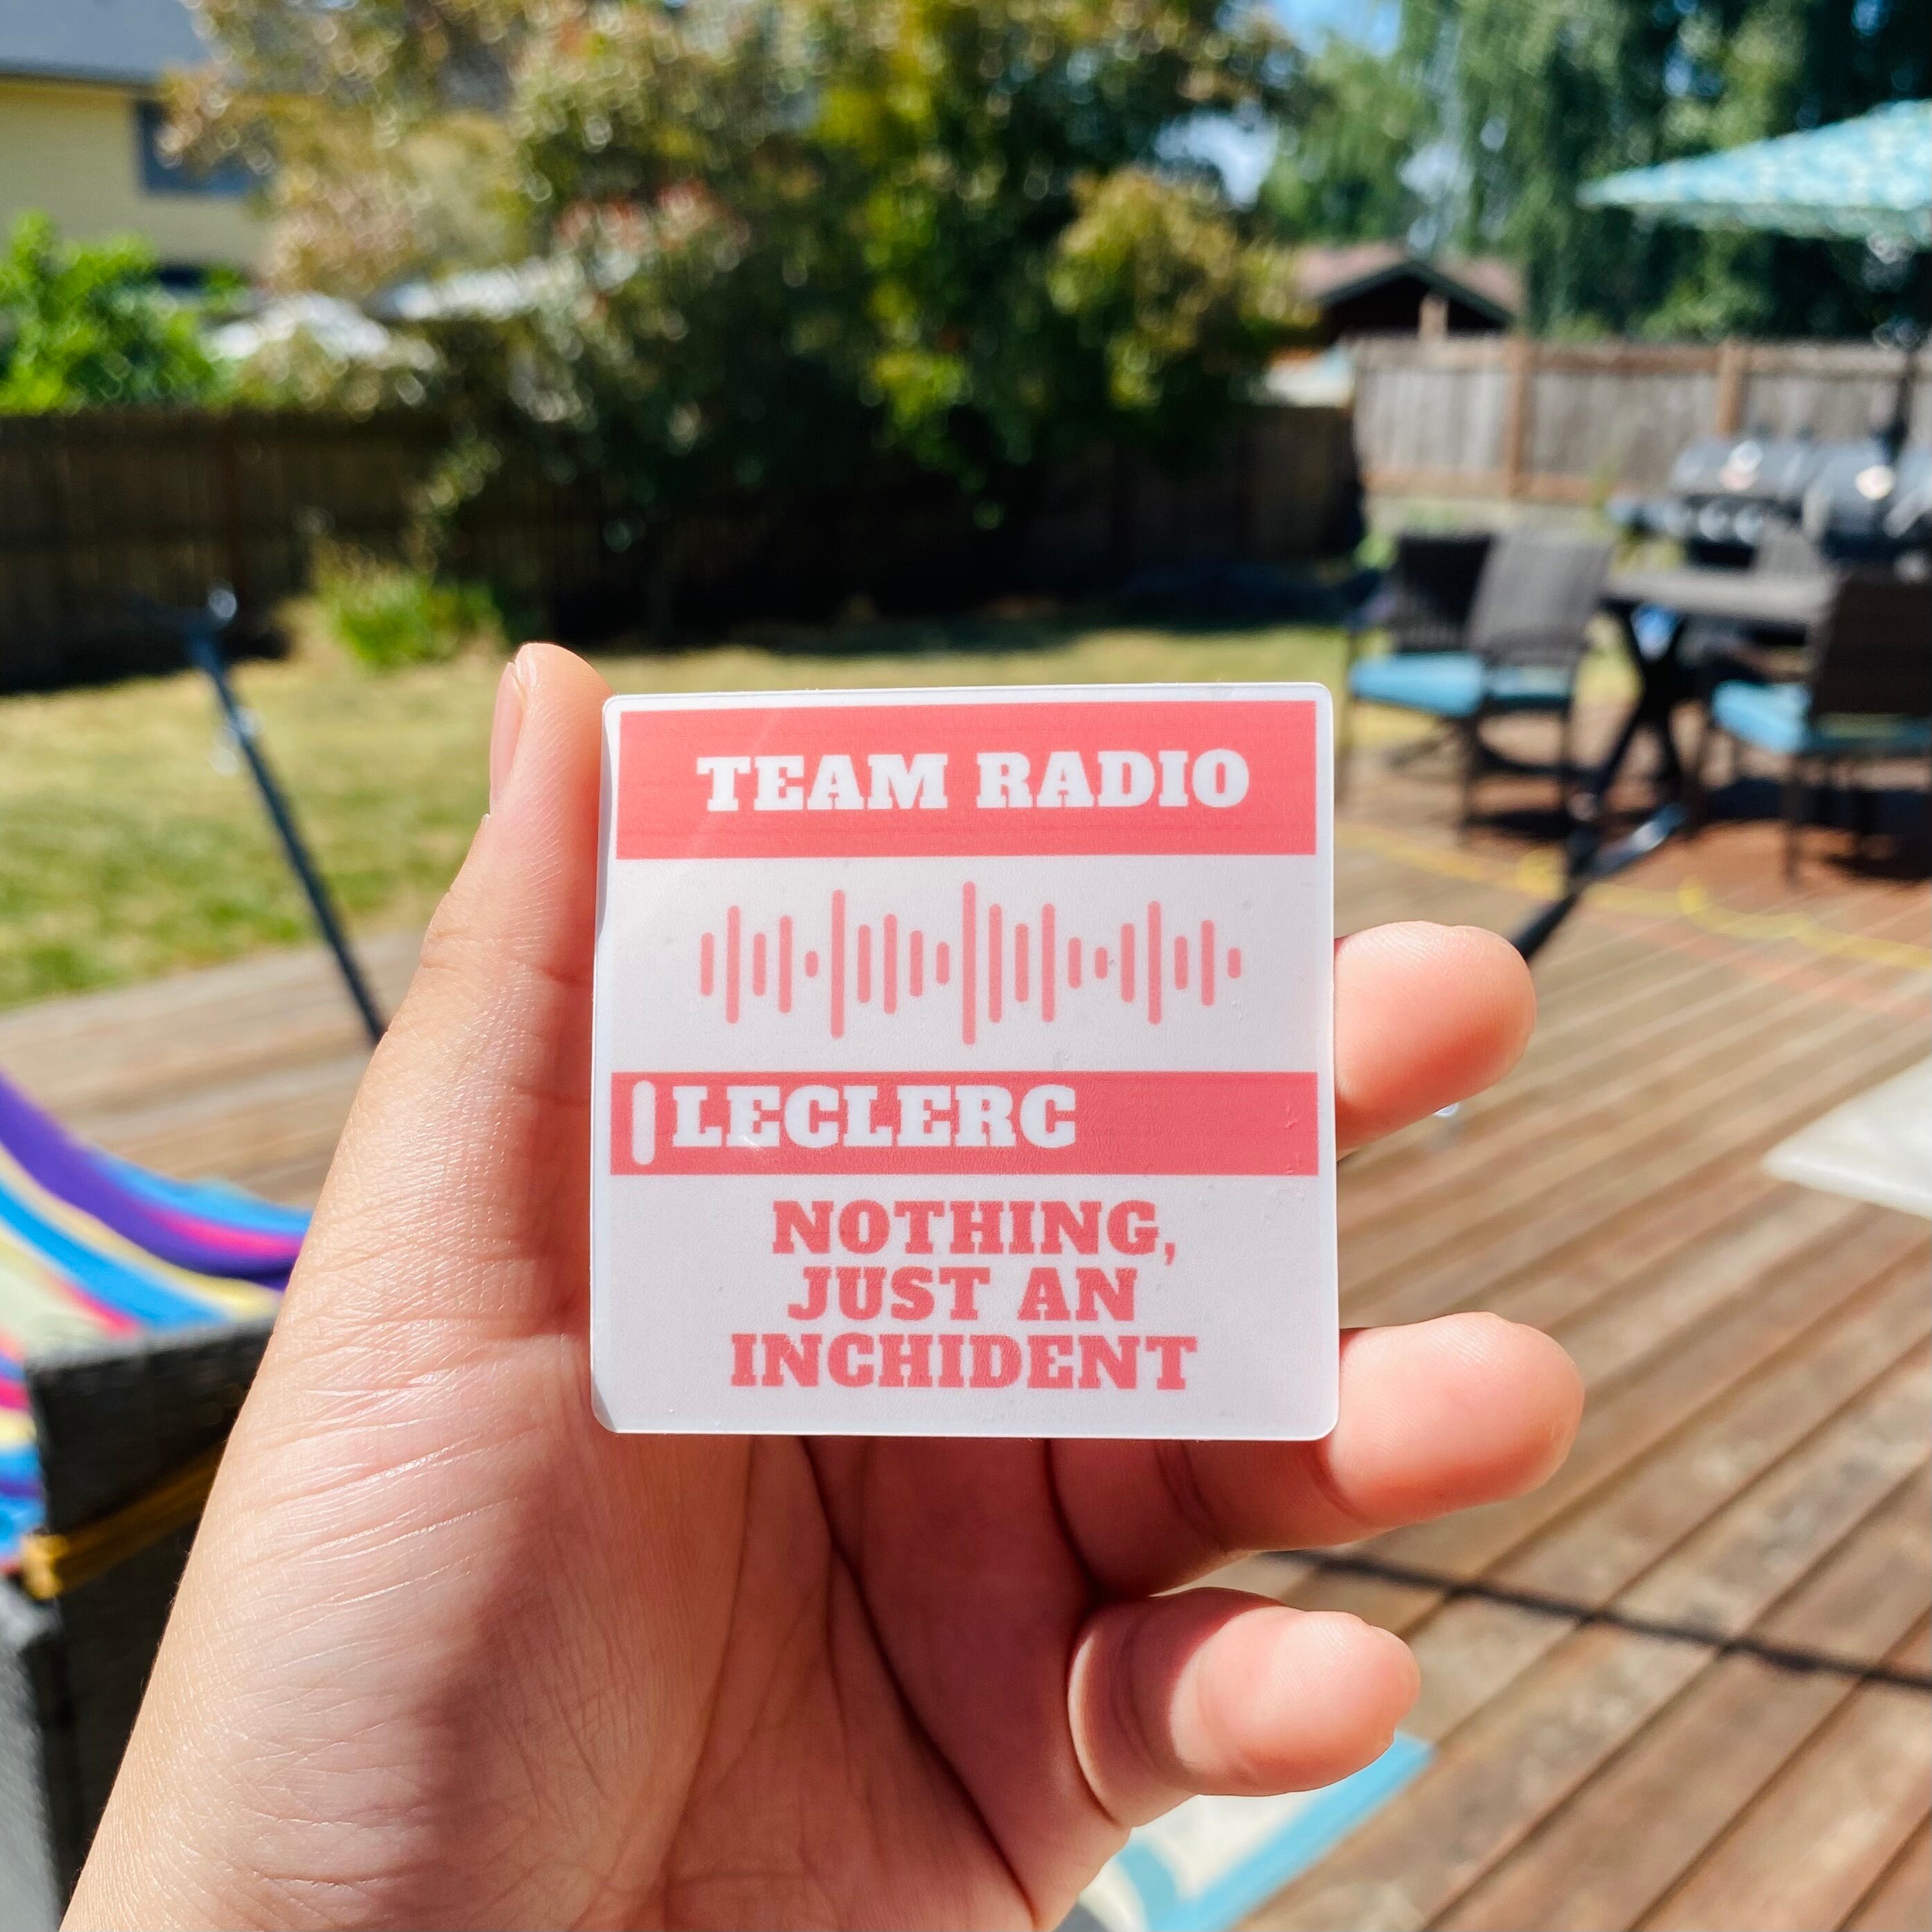 TEAM RADIO
LECLERC
NOTHING,
JUST AN
INCHIDENT